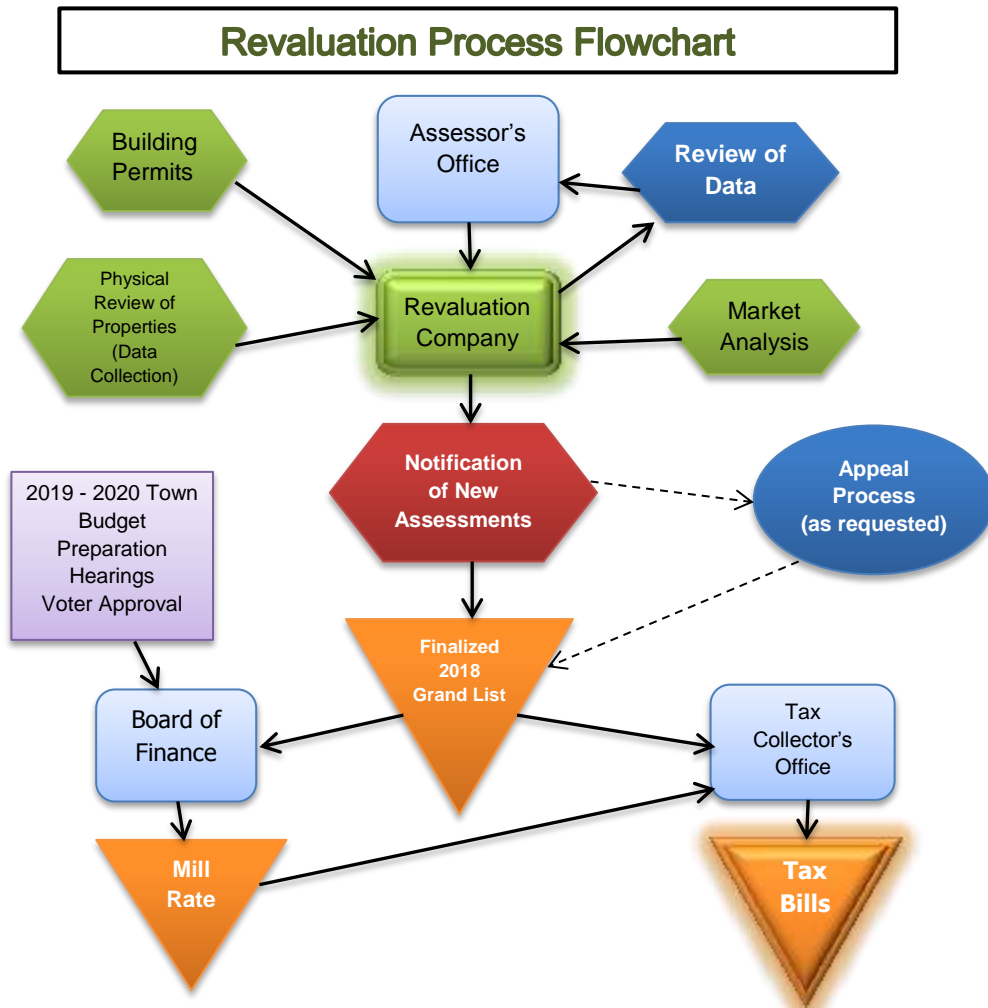 Revaluation Process Flowchart
Building
Permits
Assessor's
Office
Review of
Data
Physical
Review of
Properties
(Data
Collection)
Revaluation
Company
Market
Analysis
Notification
of New
Assessments
Appeal
Process
(as requested)
2019 - 2020 Town
Budget
Preparation
Hearings
Voter Approval
Finalized
2018
Grand List
Board of
Finance
Tax
Collector's
Office
Mill
Rate
Tax
Bills